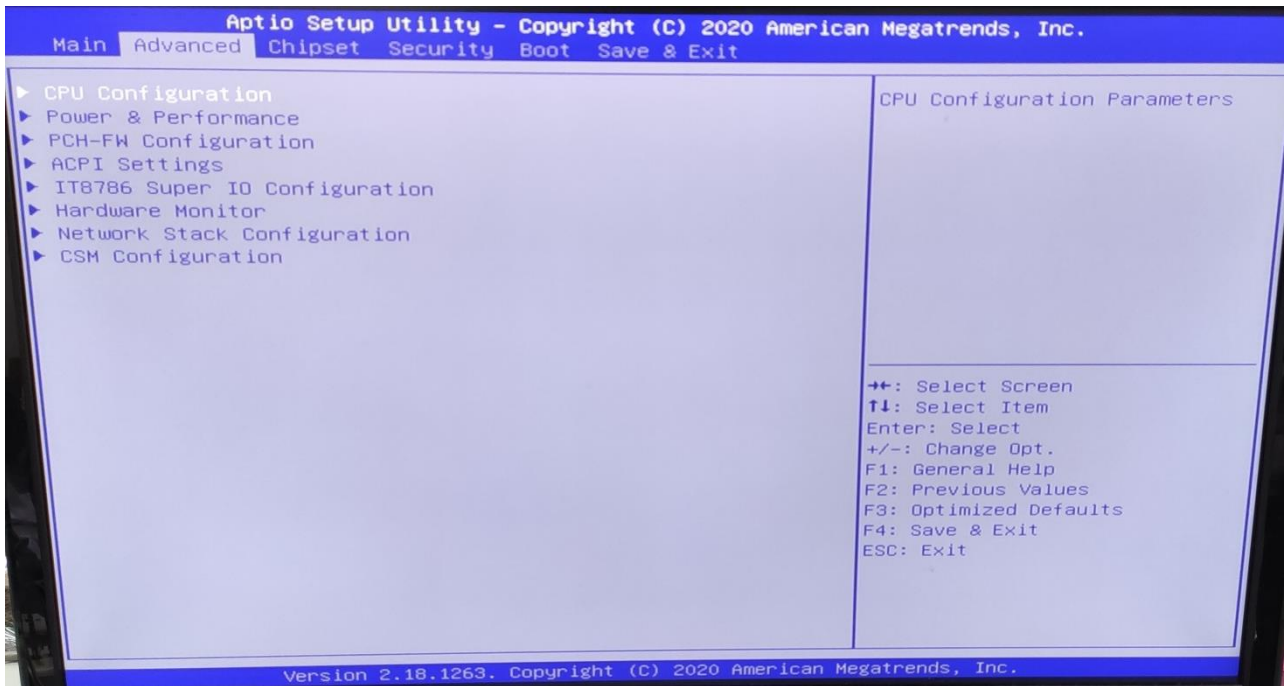 Aptio Setup Utility – Copyright (C) 2020 American Megatrends, Inc.
Main Advanced Chipset Security Boot Save & Exit
► CPU Configuration
► Power & Performance
► PCH-FW Configuration
► ACPI Settings
► IT8786 Super IO Configuration
► Hardware Monitor
► Network Stack Configuration
► CSM Configuration
CPU Configuration Parameters
→←: Select Screen
↑↓: Select Item
Enter: Select
+/-: Change Opt.
F1: General Help
F2: Previous Values
F3: Optimized Defaults
F4: Save & Exit
ESC: Exit
Version 2.18.1263. Copyright (C) 2020 American Megatrends, Inc.